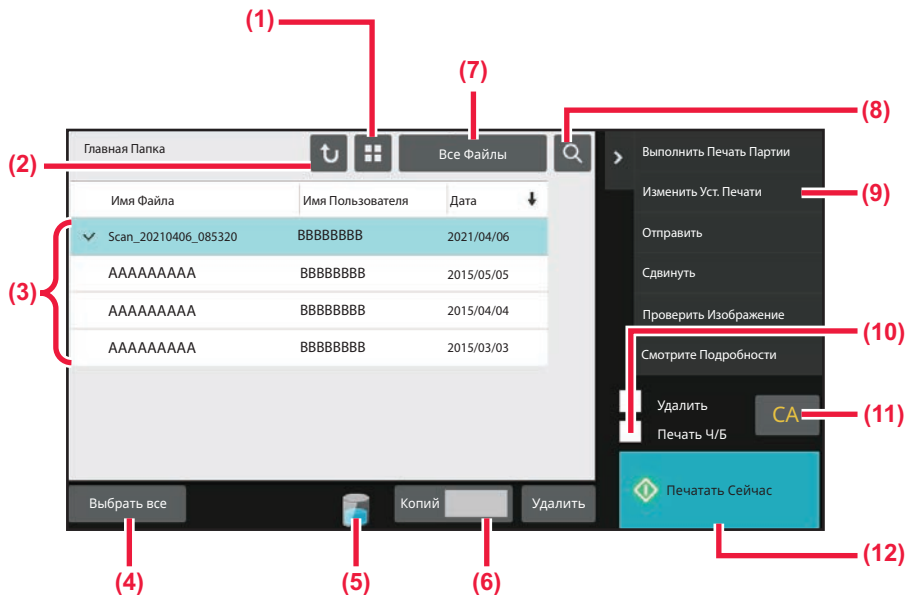 (1)
(7)
(8)
Главная Папка
Все Файлы
(2)
Выполнить Печать Партии
Имя Файла Имя Пользователя Дата
Изменить Уст. Печати
(9)
Scan_20210406_085320 BBBBBBBB 2021/04/06
Отправить
AAAAAAAAA BBBBBBBB 2015/05/05
Сдвинуть
(3)
AAAAAAAAA BBBBBBBB 2015/04/04
Проверить Изображение
(10)
AAAAAAAAA BBBBBBBB 2015/03/03
Смотрите Подробности
Удалить
CA
(11)
Печать Ч/Б
Выбрать все
Копий
Удалить
Печатать Сейчас
(12)
(4)
(5)
(6)